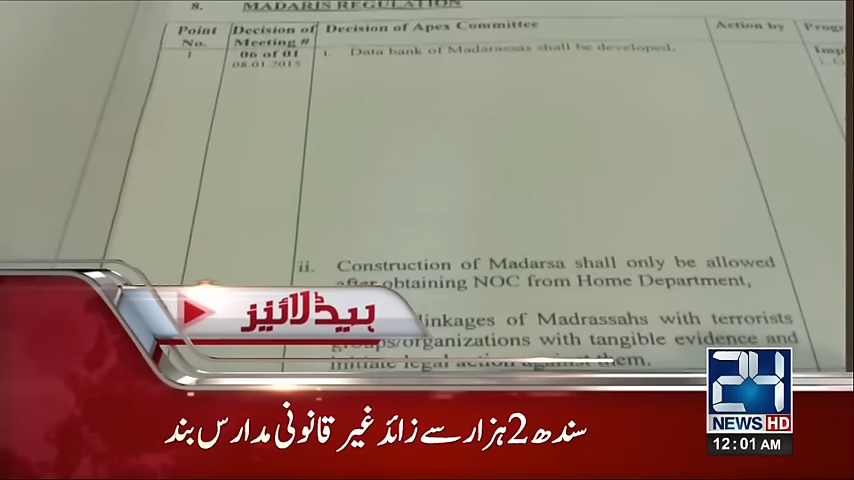 8. MADARIS REGULATION
Point No.
Decision of Meeting #
Decision of Apex Committee
Action by
1
06 of 01
08.01.2015
i. Data bank of Madarassas shall be developed,
ii. Construction of Madarsa shall only be allowed
after obtaining NOC from Home Department,
linkages of Madrassahs with terrorists
groups/organizations with tangible evidence and
initiate legal action against them.
ہیڈلائنز
24
NEWS HD
12:01 AM
سندھ 2 ہزار سے زائد غیر قانونی مدارس بند